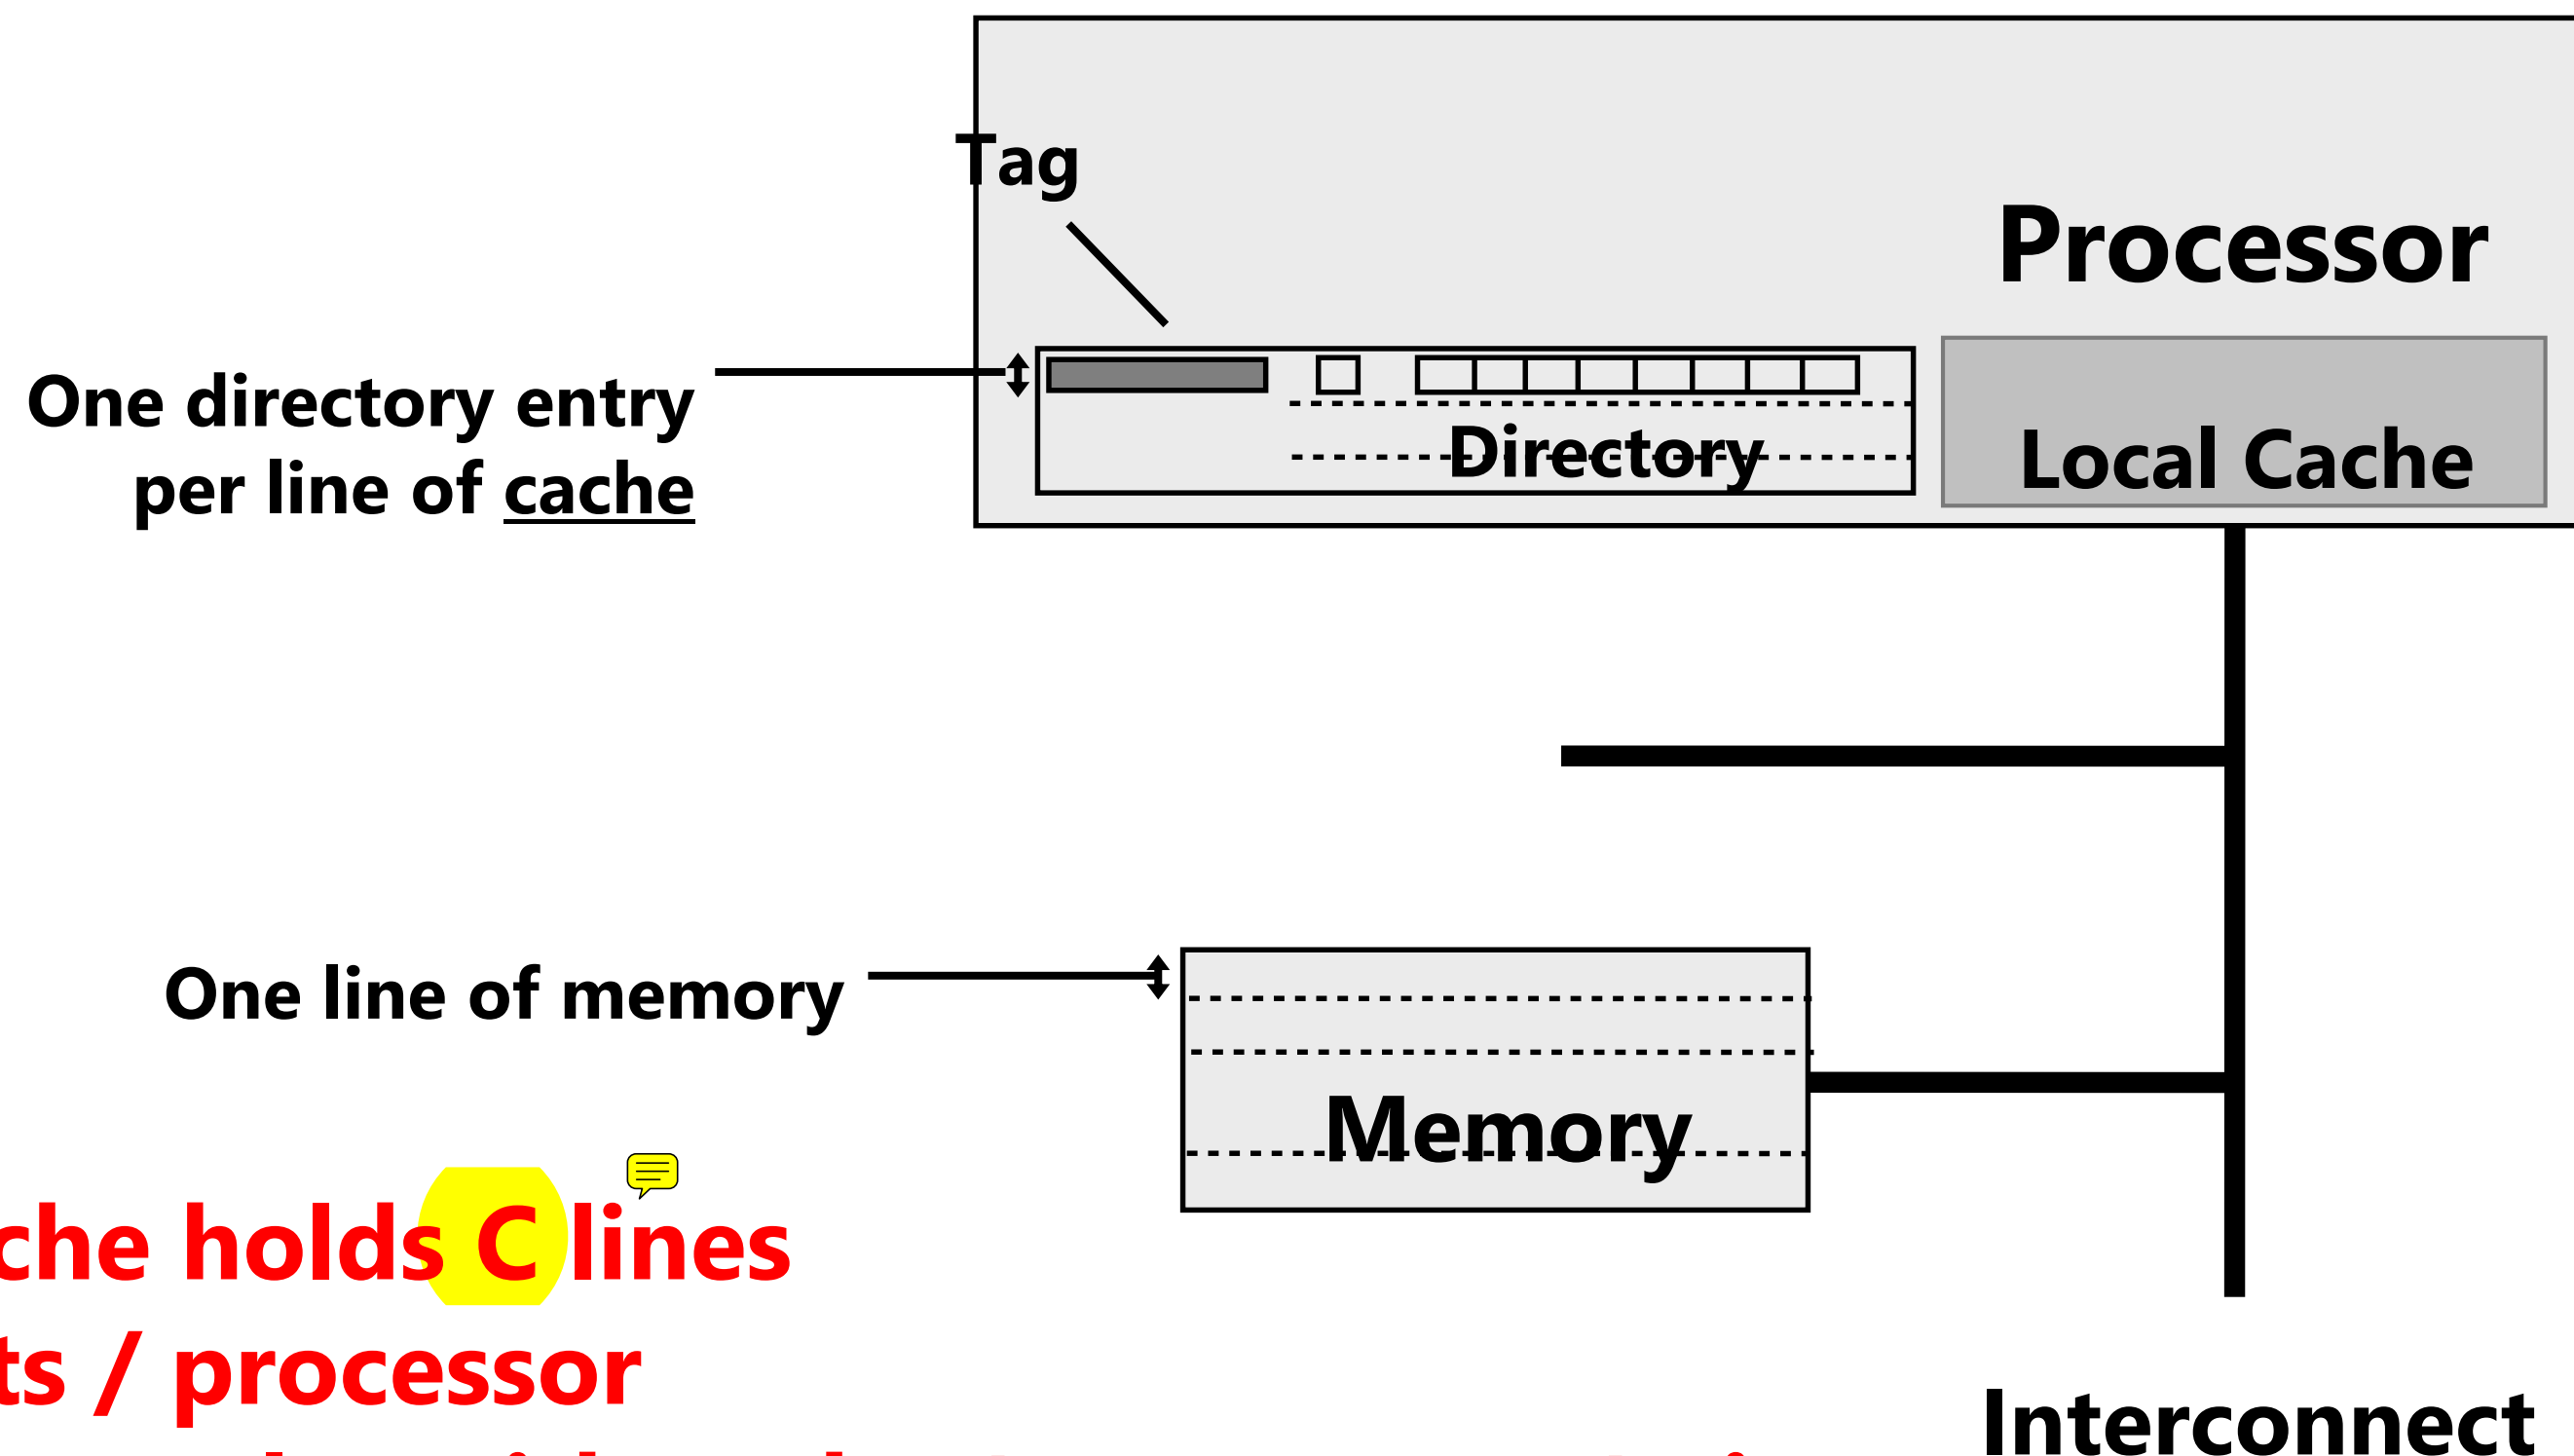 Tag
Processor
One directory entry
per line of cache
Directory
Local Cache
One line of memory
Memory
che holds C lines
ts / processor
Interconnect